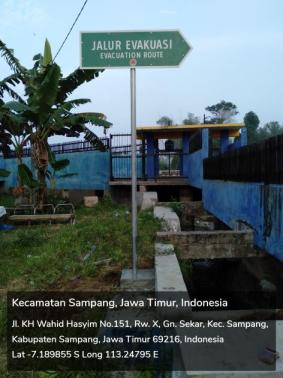 JALUR EVAKUASI
EVACUATION ROUTE
Kecamatan Sampang, Jawa Timur, Indonesia
Jl. KH Wahid Hasyim No.151, Rw. X, Gn. Sekar, Kec. Sampang,
Kabupaten Sampang, Jawa Timur 69216, Indonesia
Lat -7.189855 S Long 113.24795 E